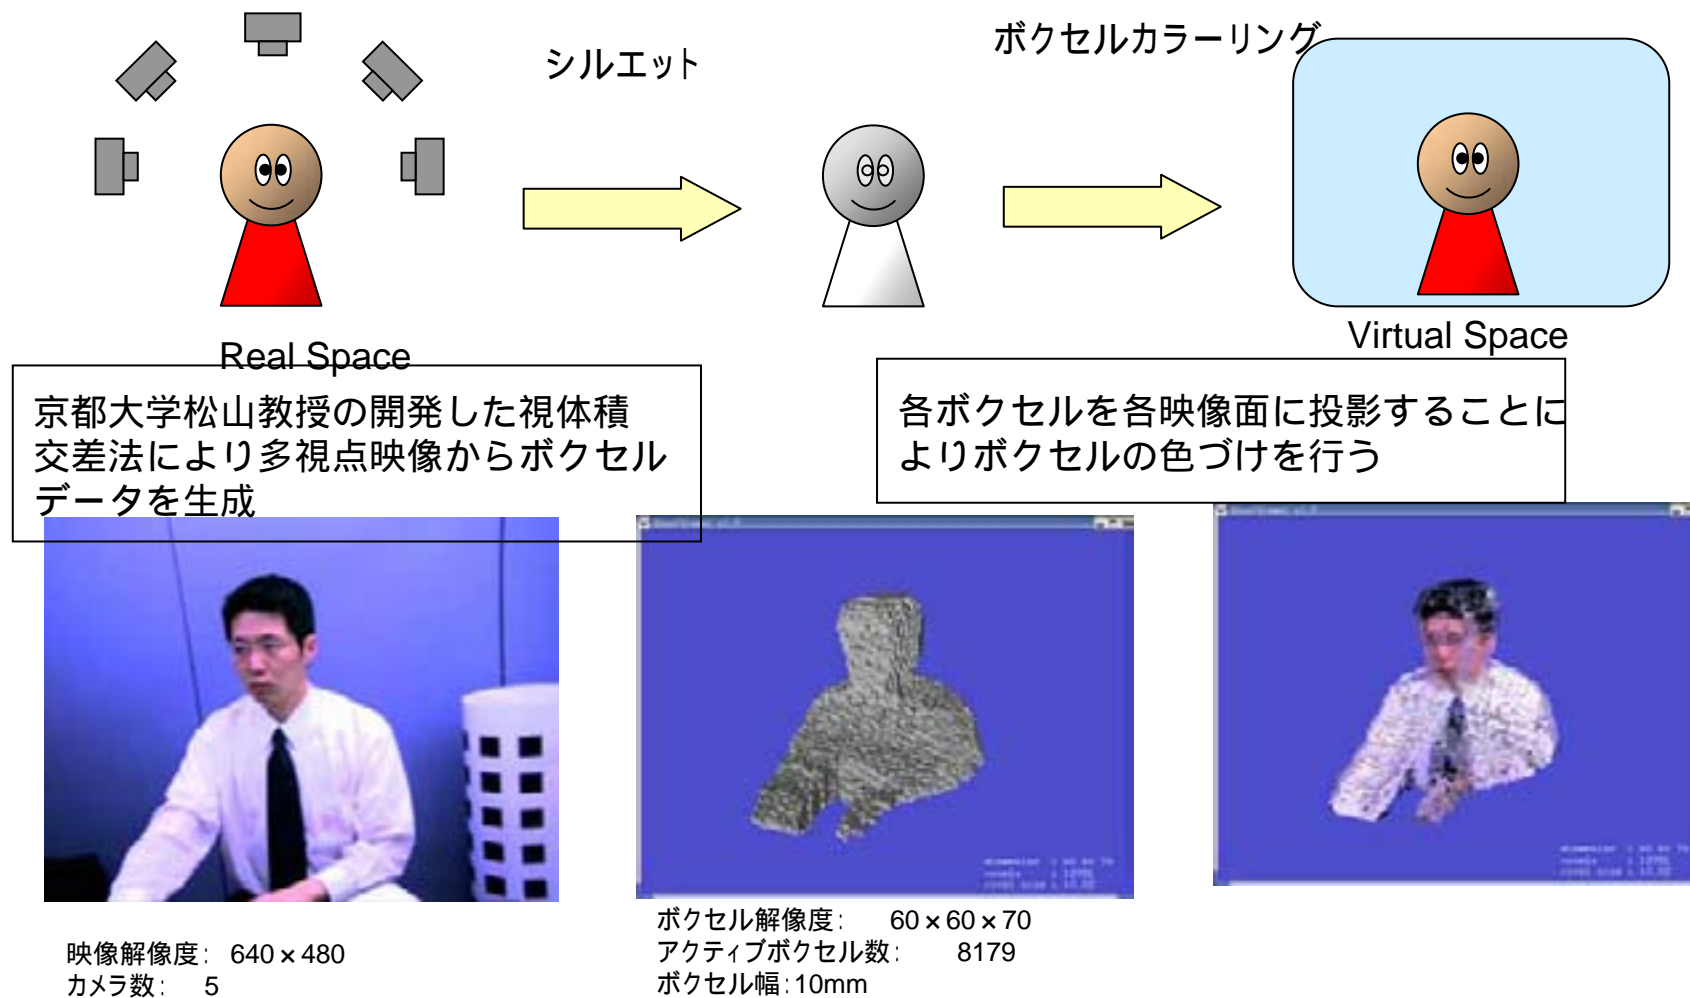 シルエット
ボクセルカラーリング
Real Space
Virtual Space
京都大学松山教授の開発した視体積
交差法により多視点映像からボクセル
データを生成
各ボクセルを各映像面に投影することに
よりボクセルの色づけを行う
映像解像度: 640×480
カメラ数: 5
ボクセル解像度: 60×60×70
アクティブボクセル数: 8179
ボクセル幅:10mm